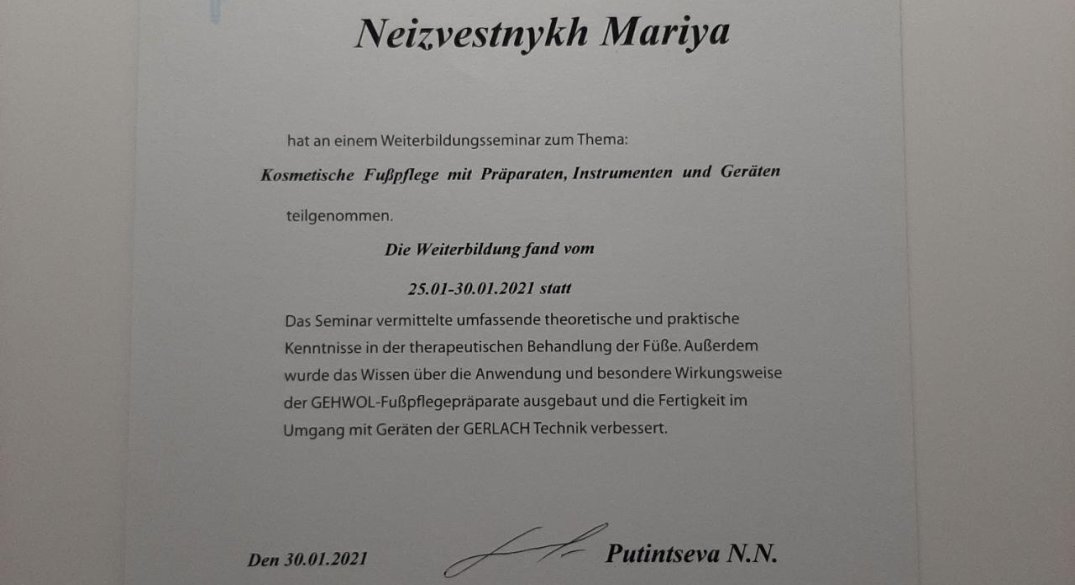 Neizvestnykh Mariya
hat an einem Weiterbildungsseminar zum Thema:
Kosmetische Fußpflege mit Präparaten, Instrumenten und Geräten
teilgenommen.
Die Weiterbildung fand vom
25.01-30.01.2021 statt
Das Seminar vermittelte umfassende theoretische und praktische
Kenntnisse in der therapeutischen Behandlung der Füße. Außerdem
wurde das Wissen über die Anwendung und besondere Wirkungsweise
der GEHWOL-Fußpflegepräparate ausgebaut und die Fertigkeit im
Umgang mit Geräten der GERLACH Technik verbessert.
Den 30.01.2021 Putintseva N.N.